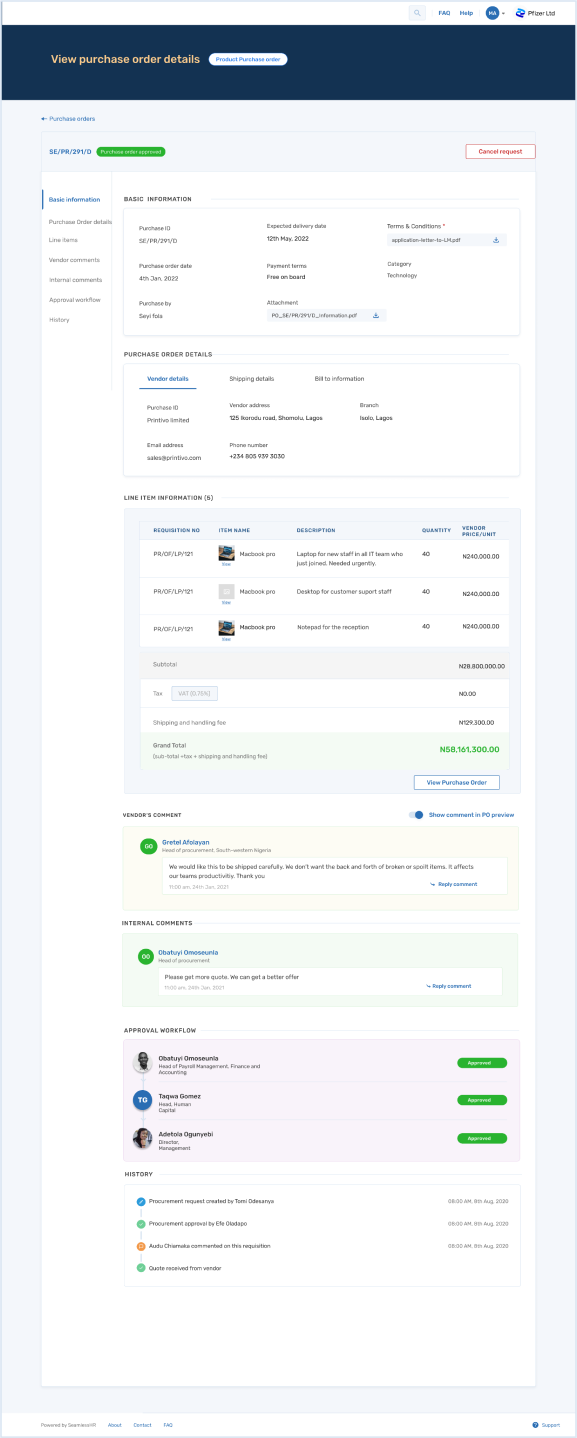 FAQ Help MA Pfizer Ltd
View purchase order details Product Purchase order
← Purchase orders
SE/PR/291/D Purchase order approved Cancel request
Basic information
Purchase Order details
Line items
Vendor comments
Internal comments
Approval workflow
History
BASIC INFORMATION
Purchase ID Expected delivery date Terms & Conditions *
SE/PR/291/D 12th May, 2022 application-letter-to-LM.pdf
Purchase order date Payment terms Category
4th Jan, 2022 Free on board Technology
Purchase by Attachment
Seyi fola PO_SE/PR/291/D_Information.pdf
PURCHASE ORDER DETAILS
Vendor details Shipping details Bill to information
Purchase ID Vendor address Branch
Printivo limited 125 Ikorodu road, Shomolu, Lagos Isolo, Lagos
Email address Phone number
sales@printivo.com +234 805 939 3030
LINE ITEM INFORMATION (5)
REQUISITION NO ITEM NAME DESCRIPTION QUANTITY VENDOR
PRICE/UNIT
PR/OF/LP/121 Macbook pro Laptop for new staff in all IT team who 40 N240,000.00
just joined. Needed urgently.
View
PR/OF/LP/121 Macbook pro Desktop for customer suport staff 40 N240,000.00
View
PR/OF/LP/121 Macbook pro Notepad for the reception 40 N240,000.00
View
Subtotal N28,800,000.00
Tax VAT [0.75%] N0.00
Shipping and handling fee N129,300.00
Grand Total N58,161,300.00
(sub-total +tax + shipping and handling fee)
View Purchase Order
VENDOR'S COMMENT Show comment in PO preview
GO Gretel Afolayan
Head of procurement, South-western Nigeria
We would like this to be shipped carefully. We don't want the back and forth of broken or spoilt items. It affects
our teams productivitiy. Thank you
11:00 am, 24th Jan, 2021 Reply comment
INTERNAL COMMENTS
OO Obatuyi Omoseunla
Head of procurement
Please get more quote. We can get a better offer
11:00 am, 24th Jan, 2021 Reply comment
APPROVAL WORKFLOW
Obatuyi Omoseunla
Head of Payroll Management, Finance and
Accounting
Approved
TG Taqwa Gomez
Head, Human
Capital
Approved
Adetola Ogunyebi
Director,
Management
Approved
HISTORY
Procurement request created by Tomi Odesanya 08:00 AM, 8th Aug, 2020
Procurement approval by Efe Oladapo 08:00 AM, 8th Aug, 2020
Audu Chiamaka commented on this requisition 08:00 AM, 8th Aug, 2020
Quote received from vendor
Powered by SeamlessHR About Contact FAQ Support